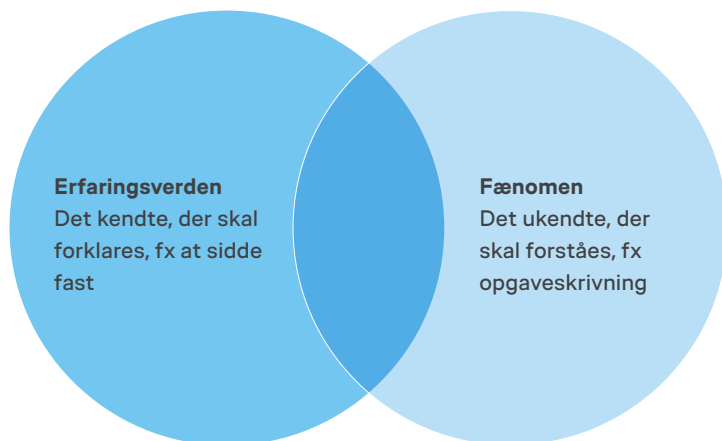 Erfaringsverden
Det kendte, der skal
forklares, fx at sidde
fast
Fænomen
Det ukendte, der
skal forståes, fx
opgaveskrivning